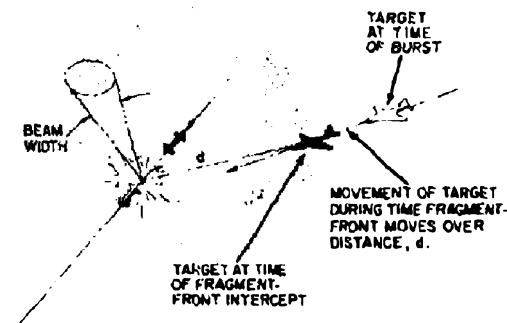 TARGET
AT TIME
OF BURST
BEAM
WIDTH
d
MOVEMENT OF TARGET
DURING TIME FRAGMENT-
FRONT MOVES OVER
DISTANCE, d.
TARGET AT TIME
OF FRAGMENT-
FRONT INTERCEPT